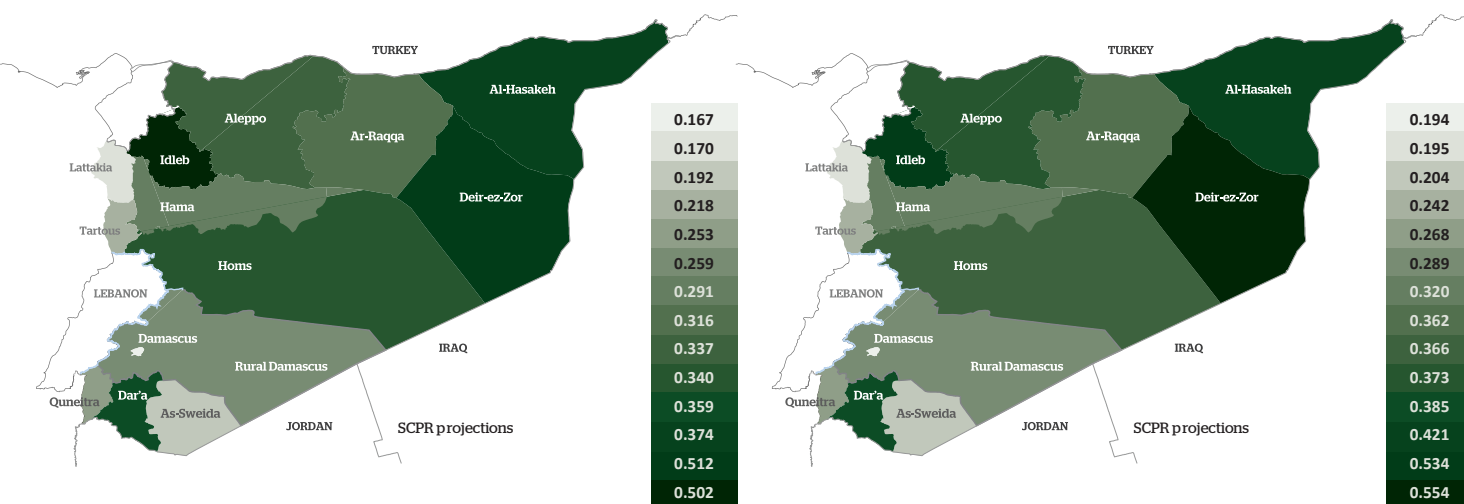 TURKEY
Al-Hasakeh
Aleppo
Ar-Raqqa
Idleb
Lattakia
Deir-ez-Zor
Hama
Tartous
Homs
LEBANON
Damascus
IRAQ
Rural Damascus
Dar'a
Quneitra
As-Sweida
JORDAN
SCPR projections
0.167
0.170
0.192
0.218
0.253
0.259
0.291
0.316
0.337
0.340
0.359
0.374
0.512
0.502
TURKEY
Al-Hasakeh
Aleppo
Ar-Raqqa
Idleb
Lattakia
Deir-ez-Zor
Hama
Tartous
Homs
LEBANON
Damascus
IRAQ
Rural Damascus
Dar'a
Quneitra
As-Sweida
JORDAN
SCPR projections
0.194
0.195
0.204
0.242
0.268
0.289
0.320
0.362
0.366
0.373
0.385
0.421
0.534
0.554